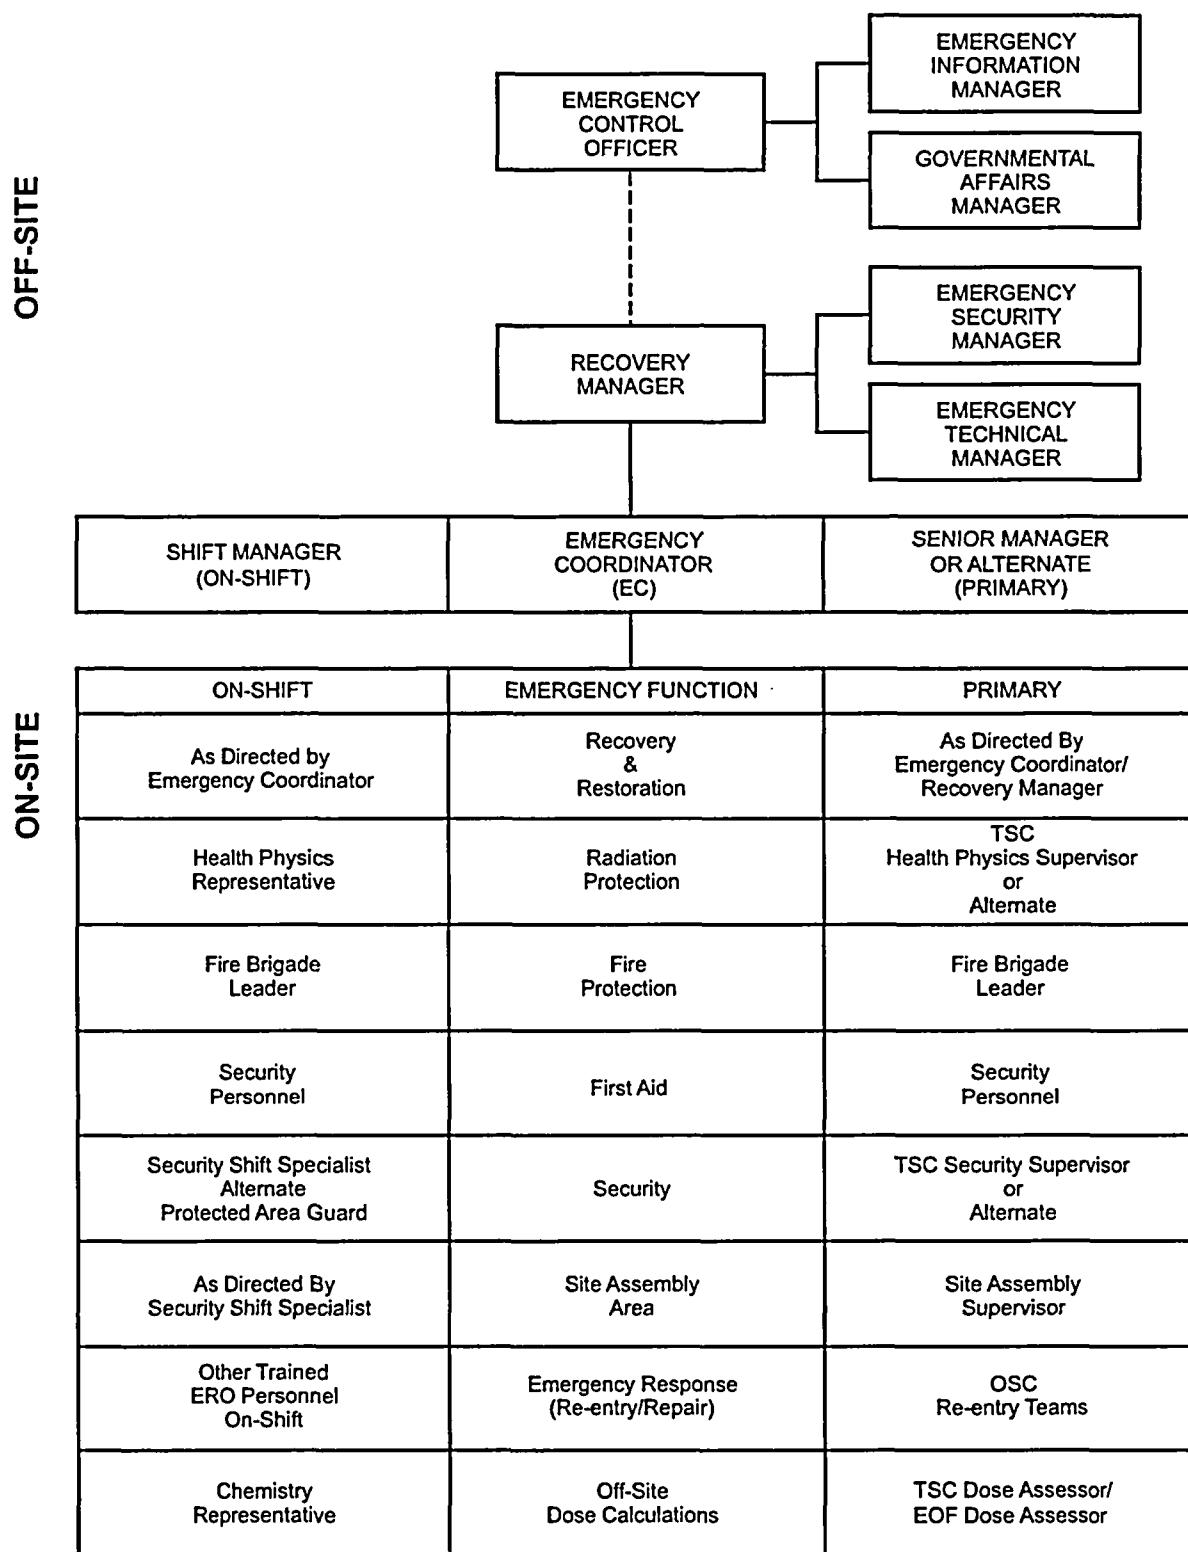 OFF-SITE
EMERGENCY
CONTROL
OFFICER
EMERGENCY
INFORMATION
MANAGER
GOVERNMENTAL
AFFAIRS
MANAGER
RECOVERY
MANAGER
EMERGENCY
SECURITY
MANAGER
EMERGENCY
TECHNICAL
MANAGER
ON-SITE
SHIFT MANAGER
(ON-SHIFT)
EMERGENCY
COORDINATOR
(EC)
SENIOR MANAGER
OR ALTERNATE
(PRIMARY)
ON-SHIFT
EMERGENCY FUNCTION
PRIMARY
As Directed by
Emergency Coordinator
Recovery
&
Restoration
As Directed By
Emergency Coordinator/
Recovery Manager
Health Physics
Representative
Radiation
Protection
TSC
Health Physics Supervisor
or
Alternate
Fire Brigade
Leader
Fire
Protection
Fire Brigade
Leader
Security
Personnel
First Aid
Security
Personnel
Security Shift Specialist
Alternate
Protected Area Guard
Security
TSC Security Supervisor
or
Alternate
As Directed By
Security Shift Specialist
Site Assembly
Area
Site Assembly
Supervisor
Other Trained
ERO Personnel
On-Shift
Emergency Response
(Re-entry/Repair)
OSC
Re-entry Teams
Chemistry
Representative
Off-Site
Dose Calculations
TSC Dose Assessor/
EOF Dose Assessor